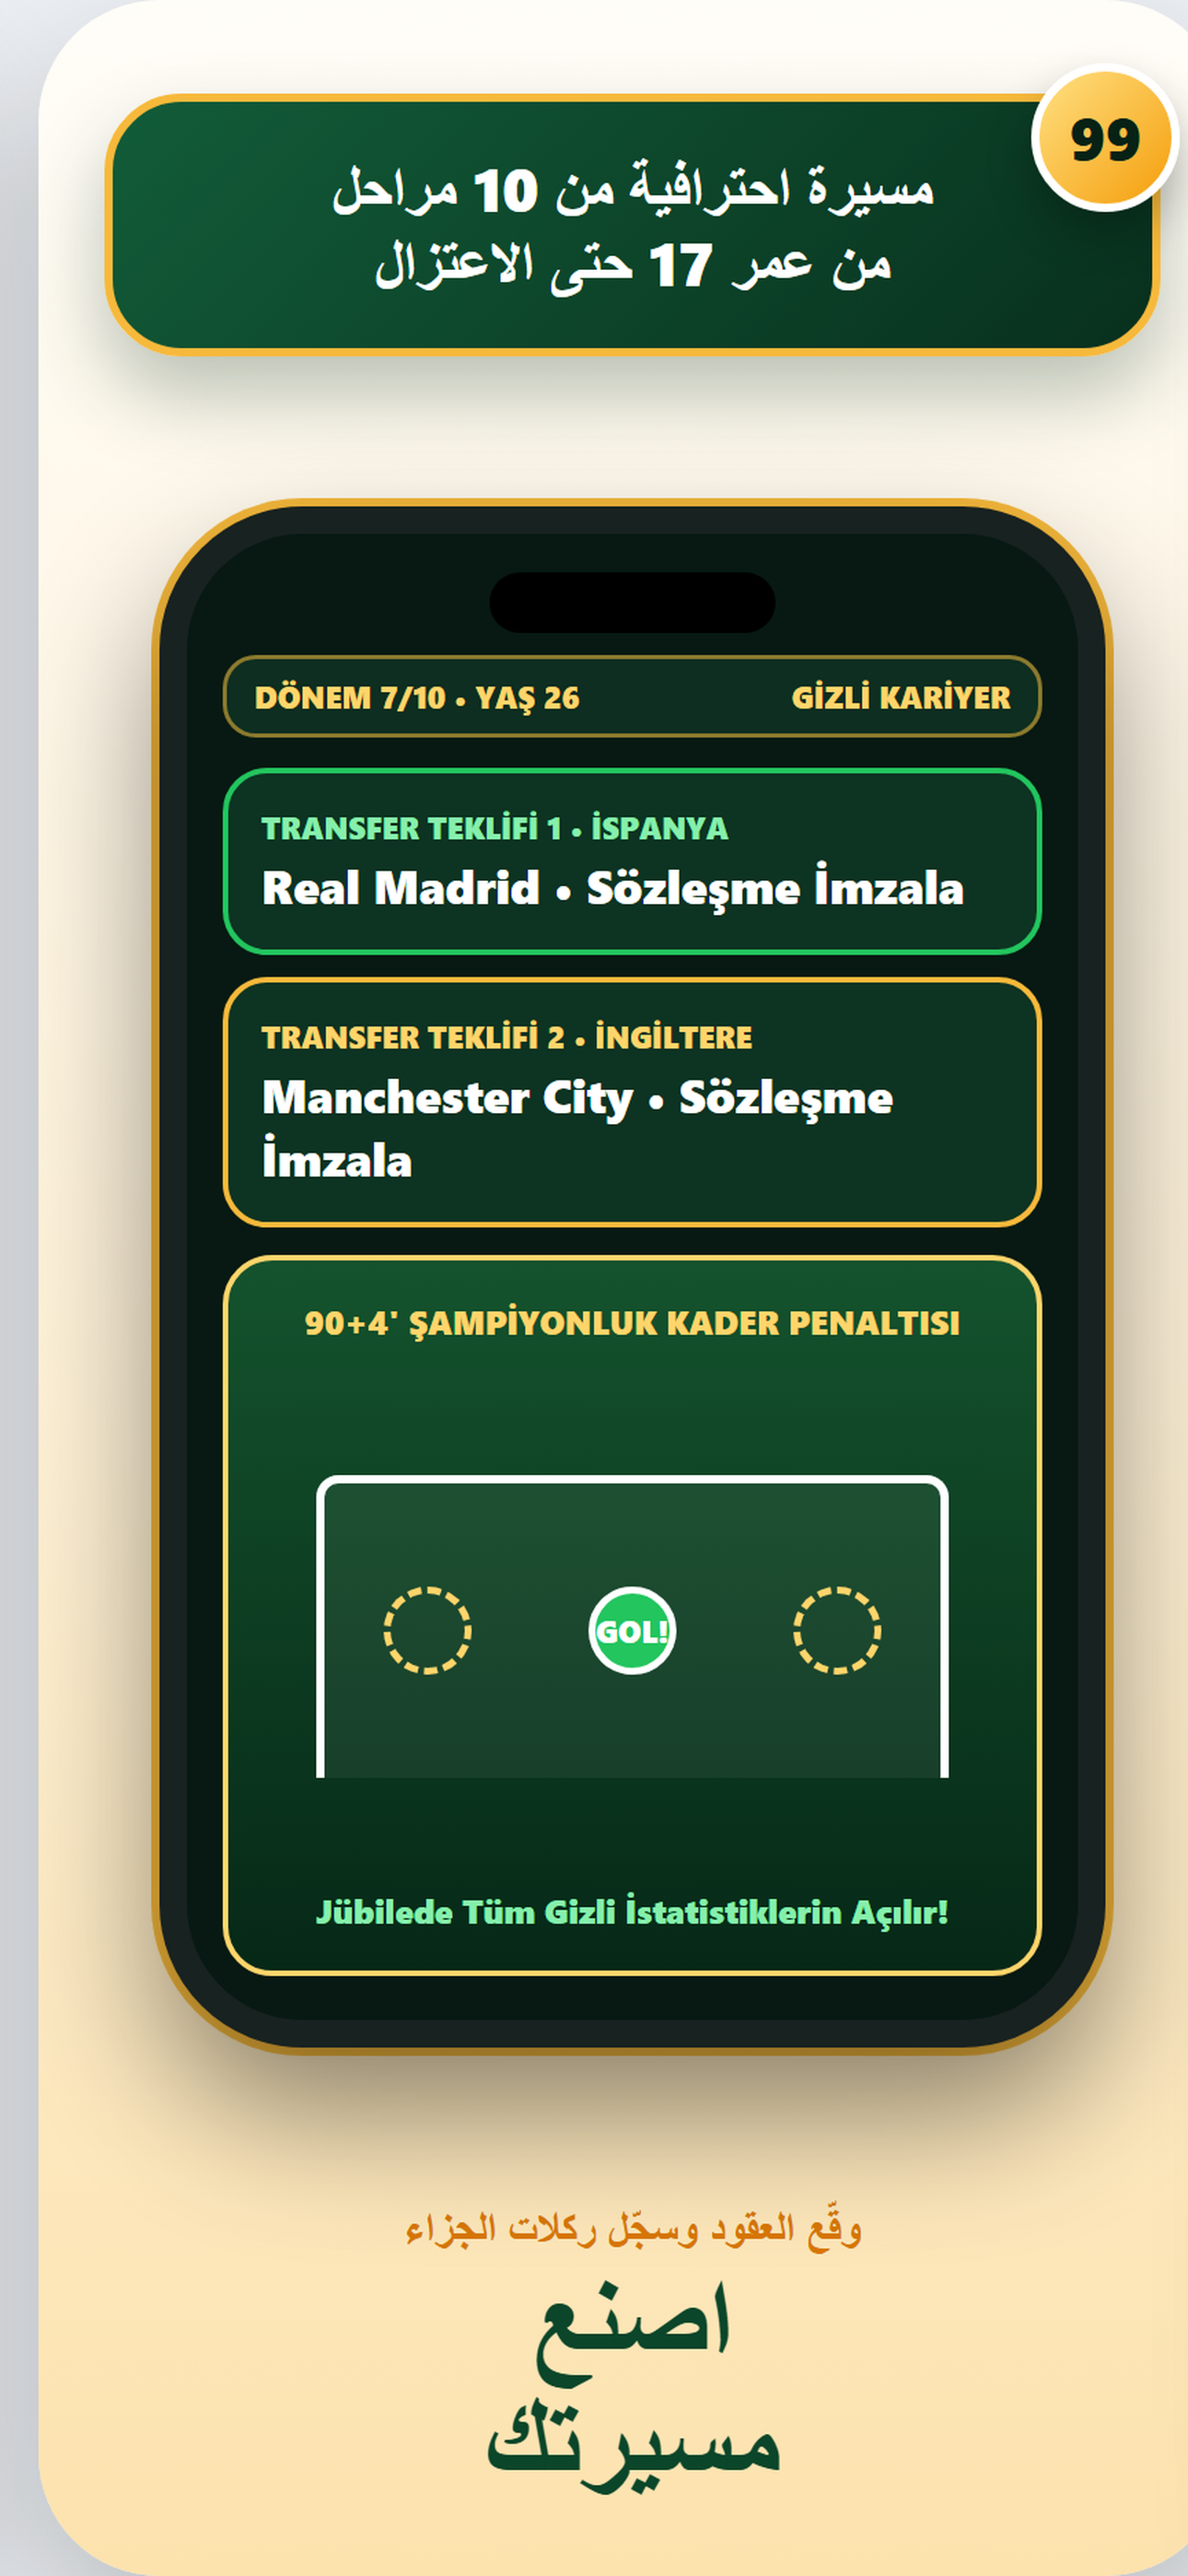 99
مسيرة احترافية من 10 مراحل
من عمر 17 حتى الاعتزال
DÖNEM 7/10 • YAŞ 26
GİZLİ KARİYER
TRANSFER TEKLİFİ 1 • İSPANYA
Real Madrid • Sözleşme İmzala
TRANSFER TEKLİFİ 2 • İNGİLTERE
Manchester City • Sözleşme
İmzala
90+4' ŞAMPİYONLUK KADER PENALTISI
GOL!
Jübilede Tüm Gizli İstatistiklerin Açılır!
وقّع العقود وسجّل ركلات الجزاء
اصنع
مسيرتك